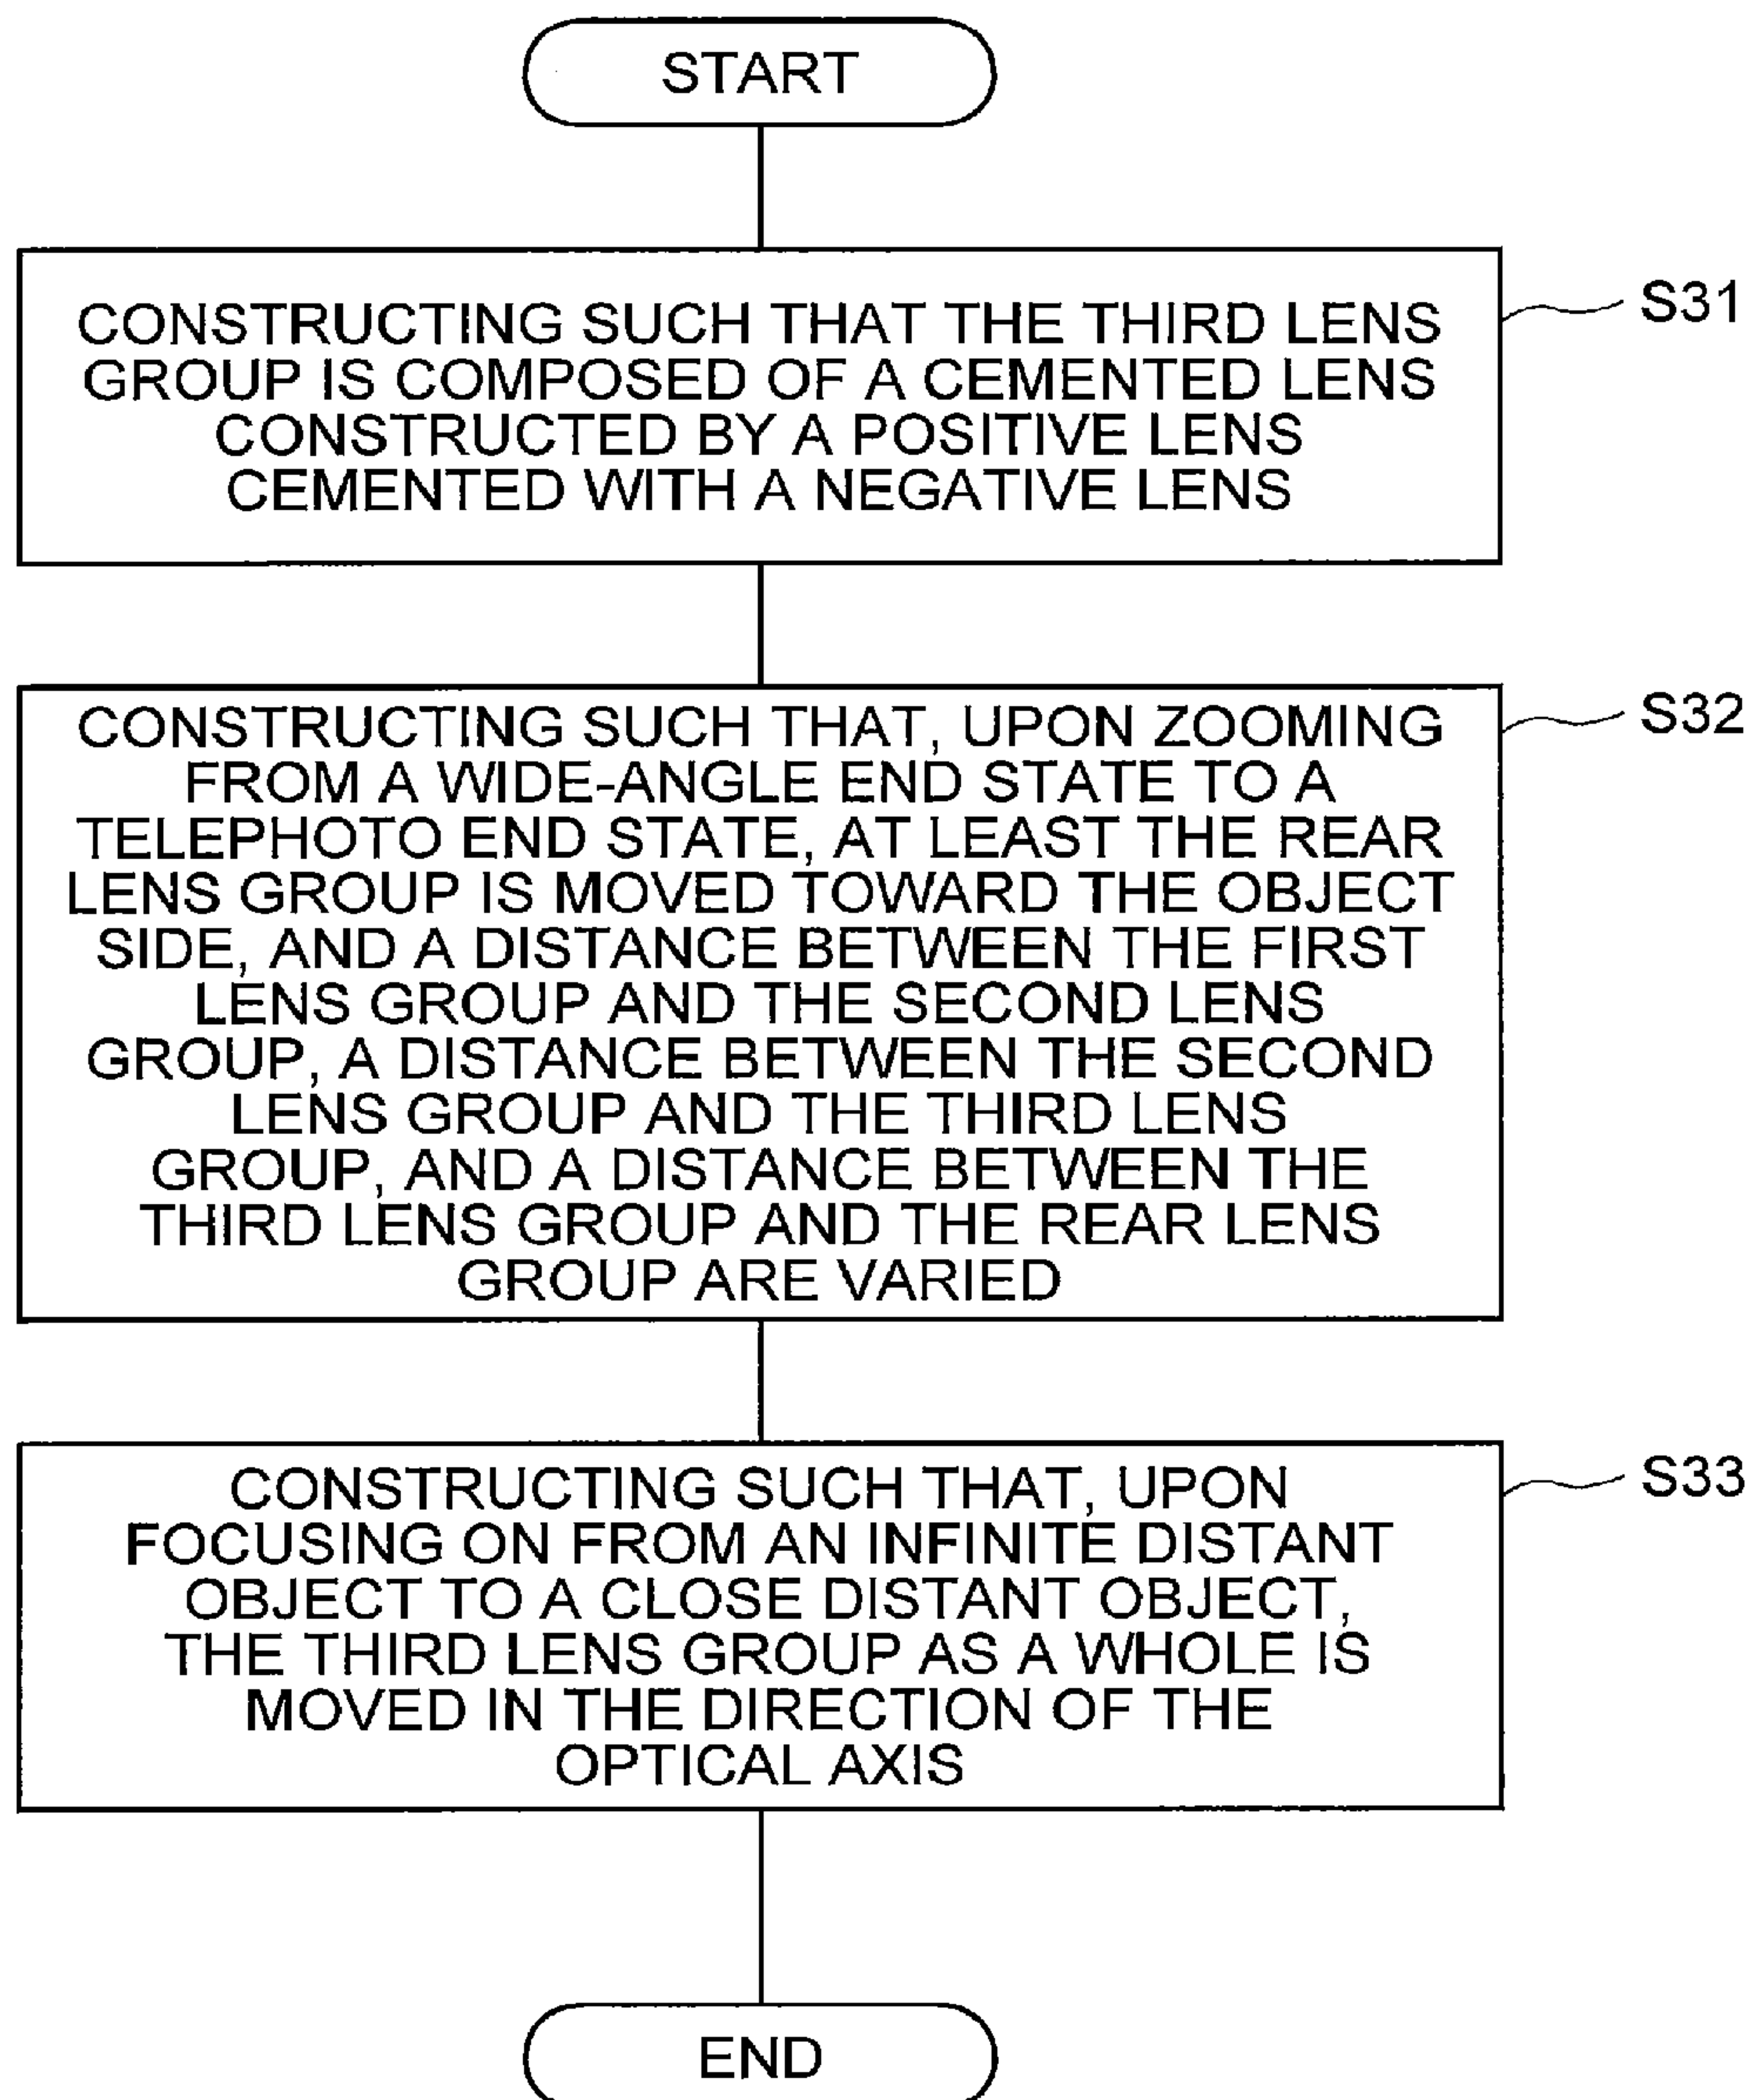 START
CONSTRUCTING SUCH THAT THE THIRD LENS
GROUP IS COMPOSED OF A CEMENTED LENS
CONSTRUCTED BY A POSITIVE LENS
CEMENTED WITH A NEGATIVE LENS
S31
CONSTRUCTING SUCH THAT, UPON ZOOMING
FROM A WIDE-ANGLE END STATE TO A
TELEPHOTO END STATE, AT LEAST THE REAR
LENS GROUP IS MOVED TOWARD THE OBJECT
SIDE, AND A DISTANCE BETWEEN THE FIRST
LENS GROUP AND THE SECOND LENS
GROUP, A DISTANCE BETWEEN THE SECOND
LENS GROUP AND THE THIRD LENS
GROUP, AND A DISTANCE BETWEEN THE
THIRD LENS GROUP AND THE REAR LENS
GROUP ARE VARIED
S32
CONSTRUCTING SUCH THAT, UPON
FOCUSING ON FROM AN INFINITE DISTANT
OBJECT TO A CLOSE DISTANT OBJECT,
THE THIRD LENS GROUP AS A WHOLE IS
MOVED IN THE DIRECTION OF THE
OPTICAL AXIS
S33
END